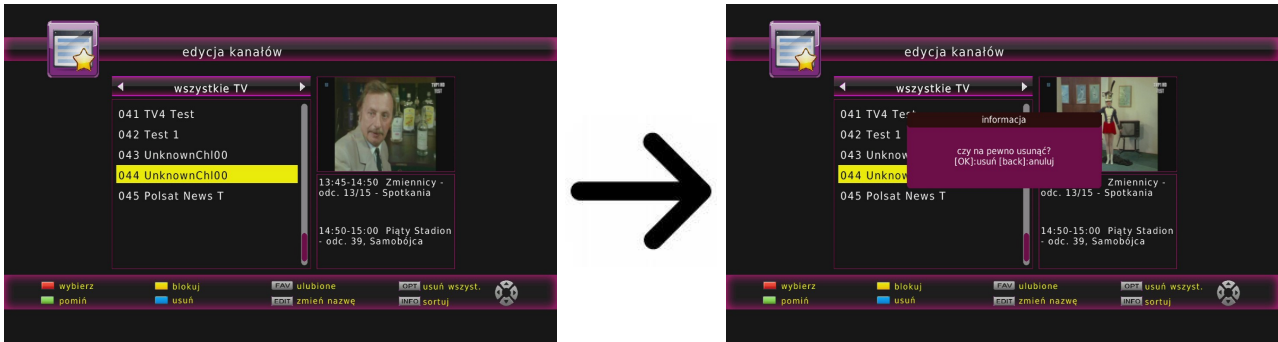 edycja kanałów
wszystkie TV
041 TV4 Test
042 Test 1
043 UnknownChl00
044 UnknownChl00
045 Polsat News T
13:45-14:50 Zmiennicy -
odc. 13/15 - Spotkania
14:50-15:00 Piąty Stadion
- odc. 39, Samobójca
wybierz
blokuj
FAV ulubione
OPT usuń wszyst.
pomiń
usuń
EDIT zmień nazwę
INFO sortuj
edycja kanałów
wszystkie TV
041 TV4 Test
042 Test 1
043 Unknow
044 Unknow
045 Polsat News T
informacja
czy na pewno usunąć?
[OK]:usuń [back]:anuluj
Zmiennicy -
odc. 13/15 - Spotkania
14:50-15:00 Piąty Stadion
- odc. 39, Samobójca
wybierz
blokuj
FAV ulubione
OPT usuń wszyst.
pomiń
usuń
EDIT zmień nazwę
INFO sortuj